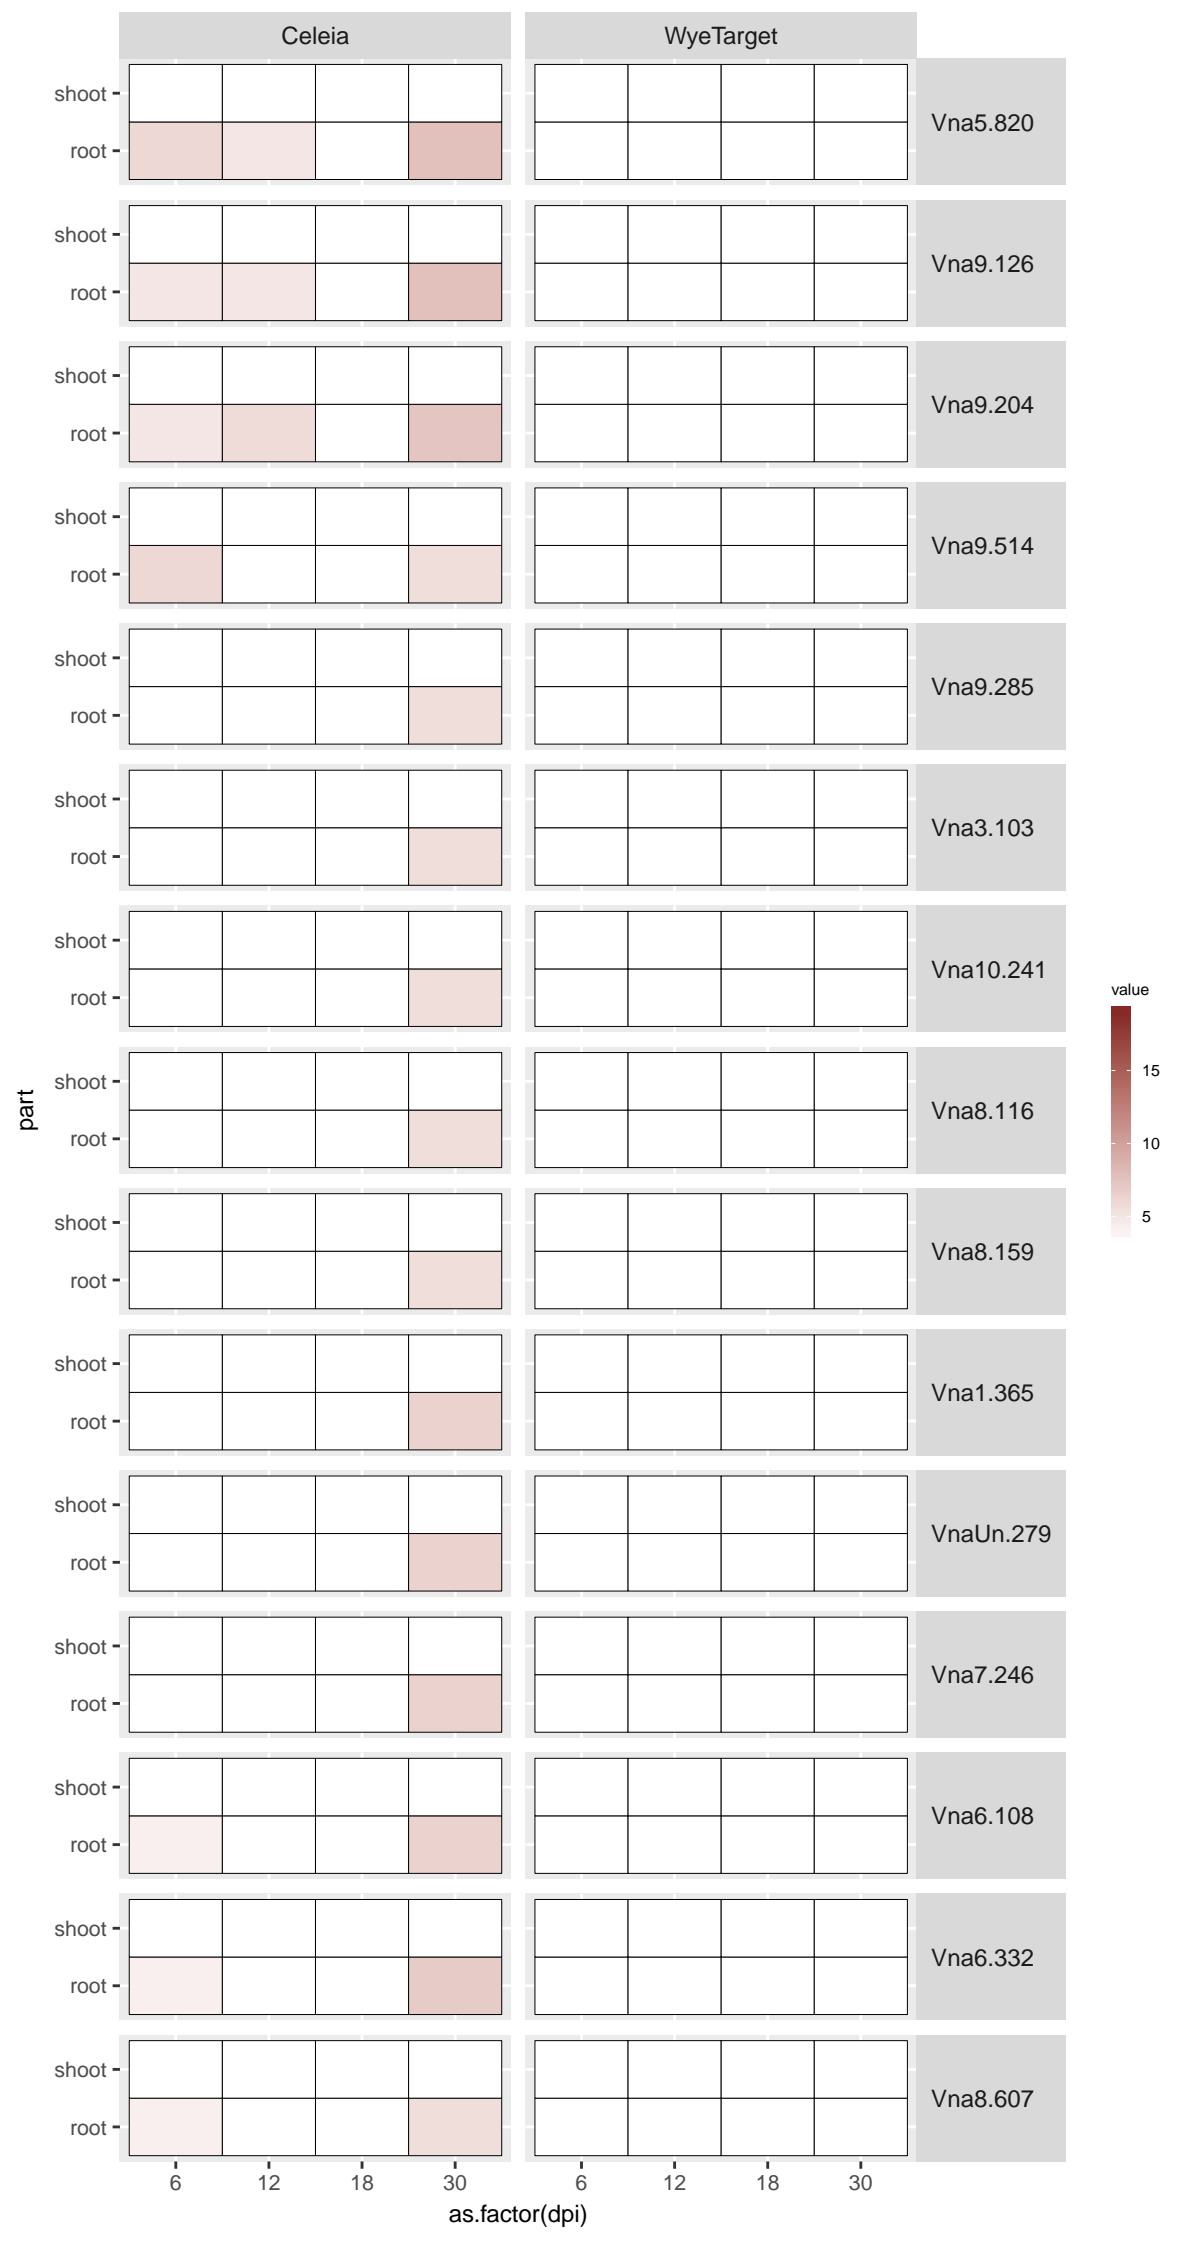 Celeia WyeTarget
shoot
root
Vna5.820
shoot
root
Vna9.126
shoot
root
Vna9.204
shoot
root
Vna9.514
shoot
root
Vna9.285
shoot
root
Vna3.103
shoot
root
Vna10.241
shoot
root
Vna8.116
shoot
root
Vna8.159
shoot
root
Vna1.365
shoot
root
VnaUn.279
shoot
root
Vna7.246
shoot
root
Vna6.108
shoot
root
Vna6.332
shoot
root
Vna8.607
6 12 18 30 6 12 18 30
as.factor(dpi)
part
value
15
10
5